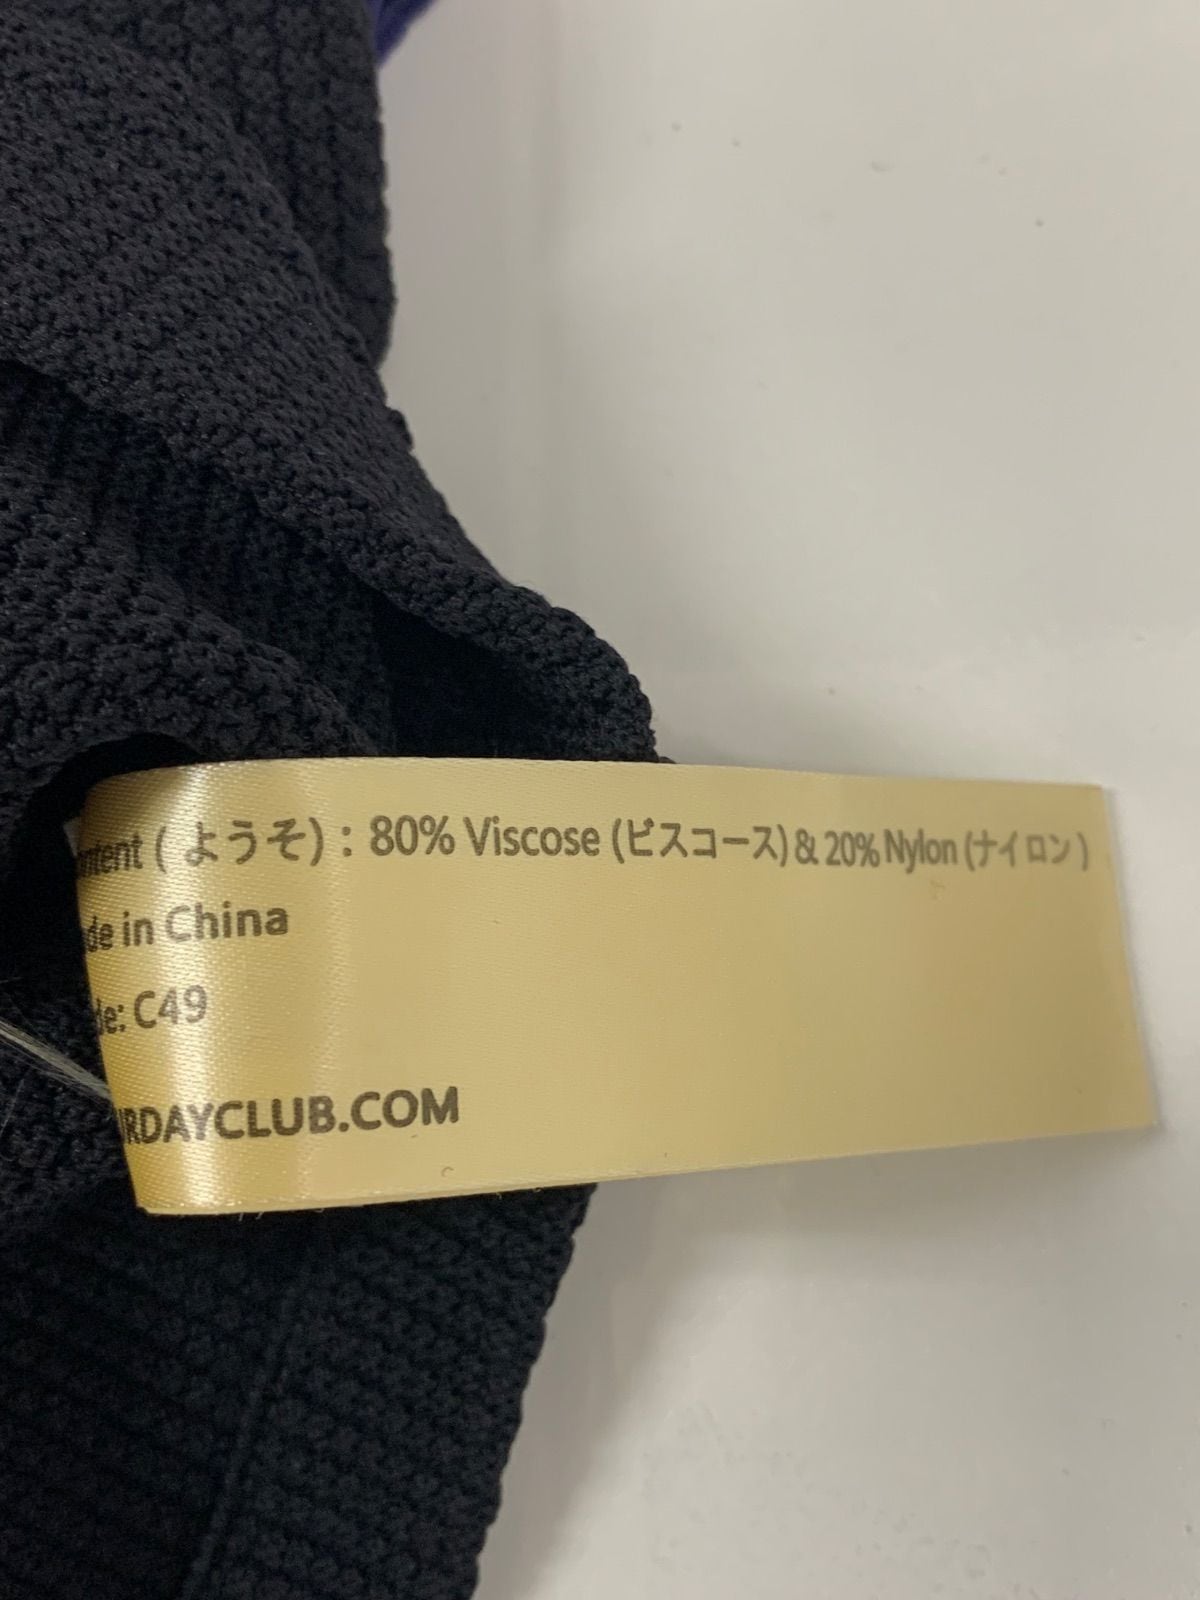 ntent ( ようそ) : 80% Viscose (ビスコース) & 20% Nylon (ナイロン )
de in China
de: C49
URDAYCLUB.COM